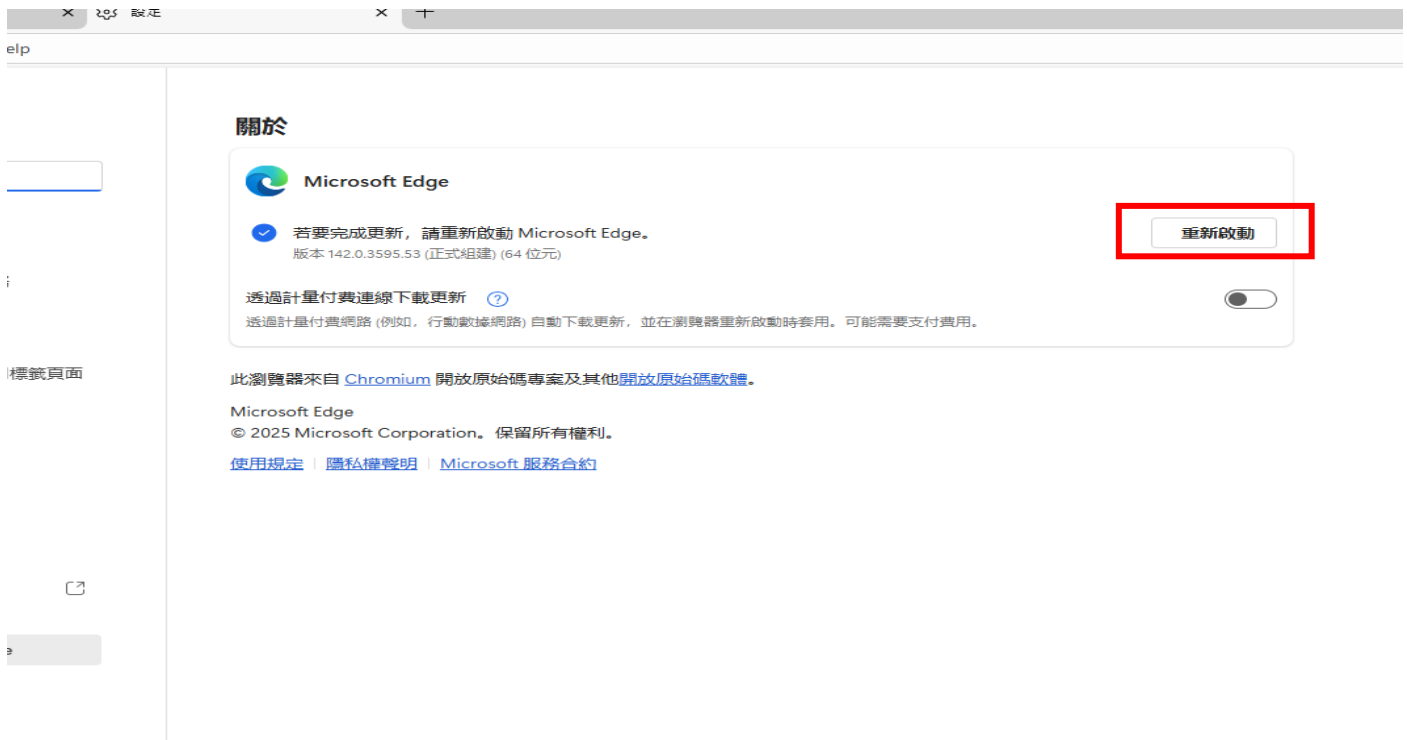 設定
elp
關於
Microsoft Edge
若要完成更新，請重新啟動 Microsoft Edge。
重新啟動
版本 142.0.3595.53 (正式組建) (64 位元)
透過計量付費連線下載更新
透過計量付費網路 (例如，行動數據網路) 自動下載更新，並在瀏覽器重新啟動時套用。可能需要支付費用。
標籤頁面
此瀏覽器來自 Chromium 開放原始碼專案及其他開放原始碼軟體。
Microsoft Edge
© 2025 Microsoft Corporation。保留所有權利。
使用規定 | 隱私權聲明 | Microsoft 服務合約
e